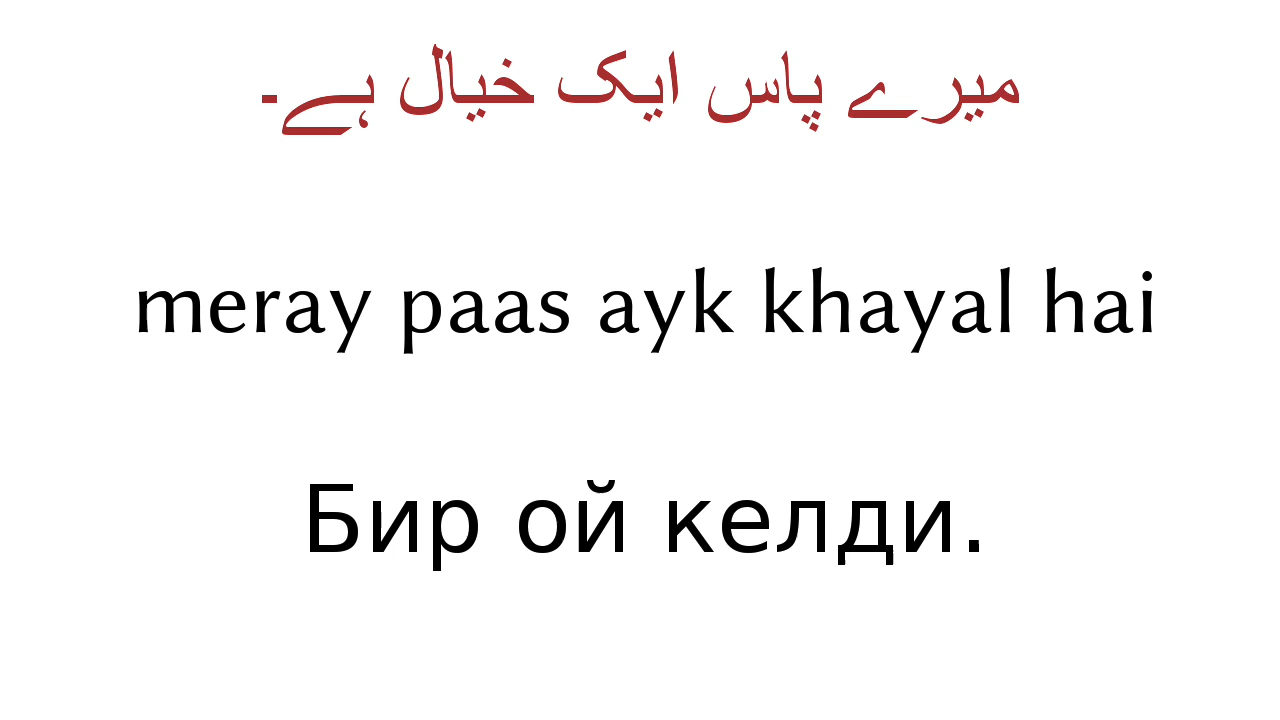 میرے پاس ایک خیال ہے۔
meray paas ayk khayal hai
Бир ой келди.